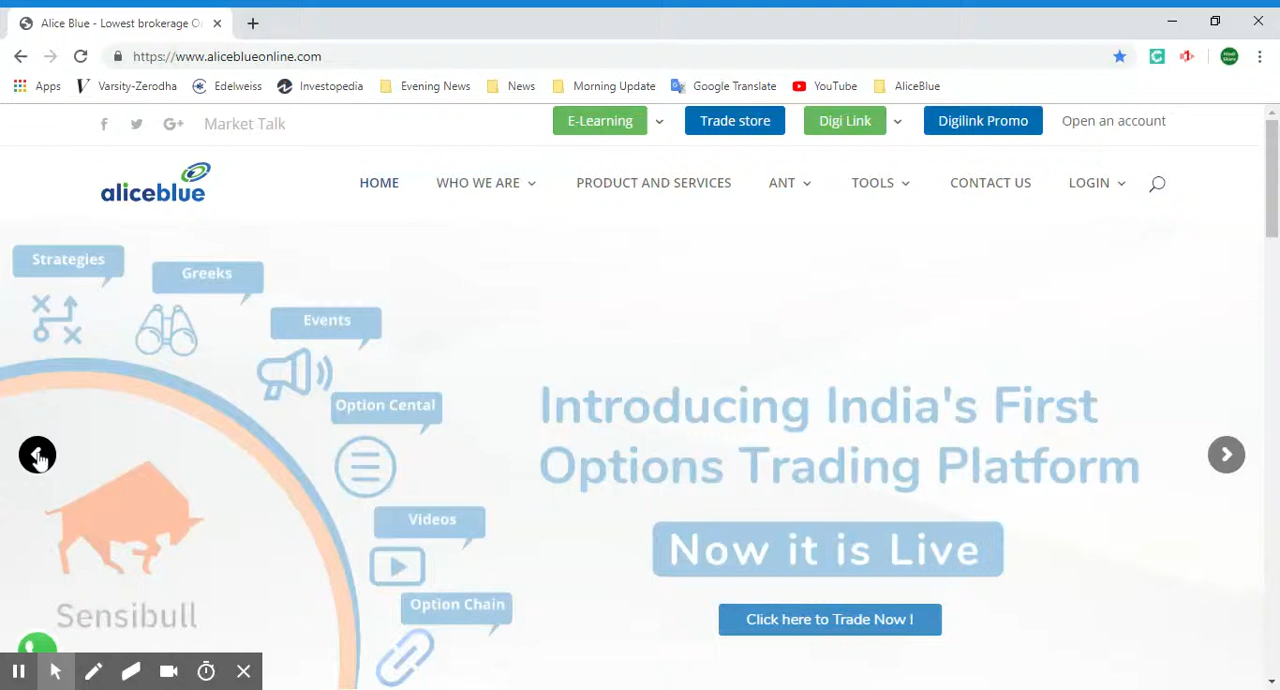 Alice Blue - Lowest brokerage O
https://www.aliceblueonline.com
Apps Varsity-Zerodha Edelweiss Investopedia Evening News News Morning Update Google Translate YouTube AliceBlue
Market Talk E-Learning Trade store Digi Link Digilink Promo Open an account
aliceblue HOME WHO WE ARE PRODUCT AND SERVICES ANT TOOLS CONTACT US LOGIN
Strategies
Greeks
Events
Option Cental
Introducing India's First
Options Trading Platform
Videos
Now it is Live
Option Chain
Sensibull
Click here to Trade Now !